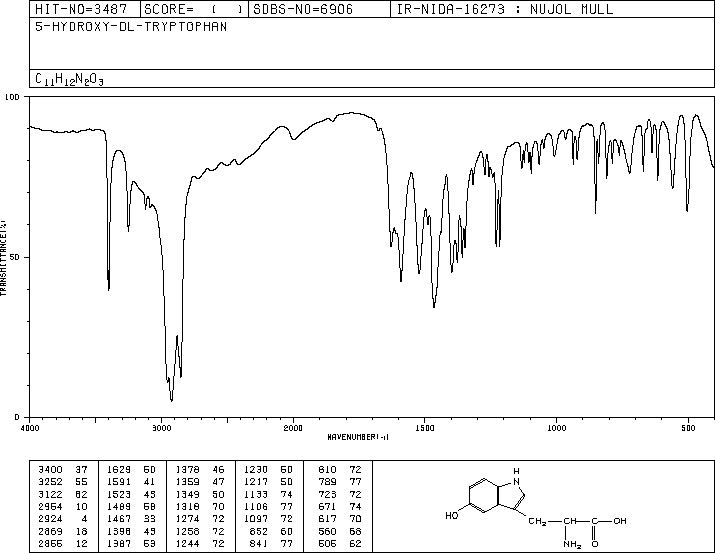 HIT-NO=3487 SCORE= ( ) SDBS-NO=6906 IR-NIDA-16273 : NUJOL MULL
5-HYDROXY-DL-TRYPTOPHAN
C11H12N2O3
100
50
0
TRANSMITTANCE(%)
4000 3000 2000 1500 1000 500
WAVENUMBER(-1)
3400 37 1629 50 1378 46 1230 50 810 72
3252 55 1591 41 1359 47 1217 50 789 77
3122 62 1523 43 1349 50 1133 74 723 72
2954 10 1489 58 1318 70 1106 77 671 74
2924 4 1467 33 1274 72 1097 72 617 70
2869 16 1398 43 1258 72 852 60 560 68
2855 12 1387 53 1244 72 841 77 505 62
H
N
HO
CH2 CH C OH
NH2 O